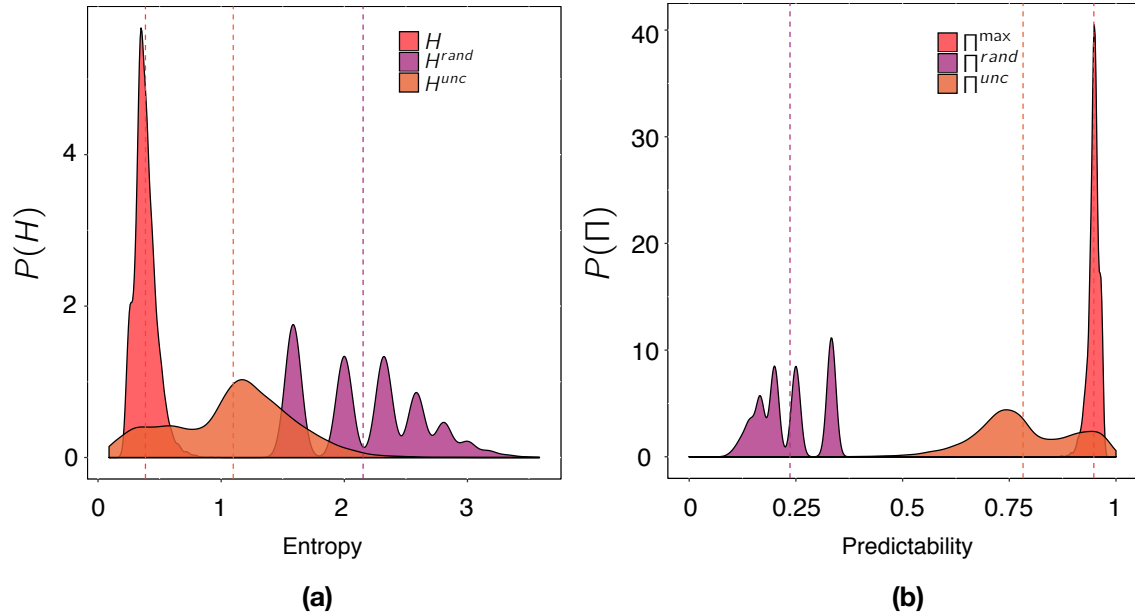 H
H^rand
H^unc
P(H)
4
2
0
0
1
2
3
Entropy
(a)
Π^max
Π^rand
Π^unc
P(Π)
40
30
20
10
0
0
0.25
0.5
0.75
1
Predictability
(b)